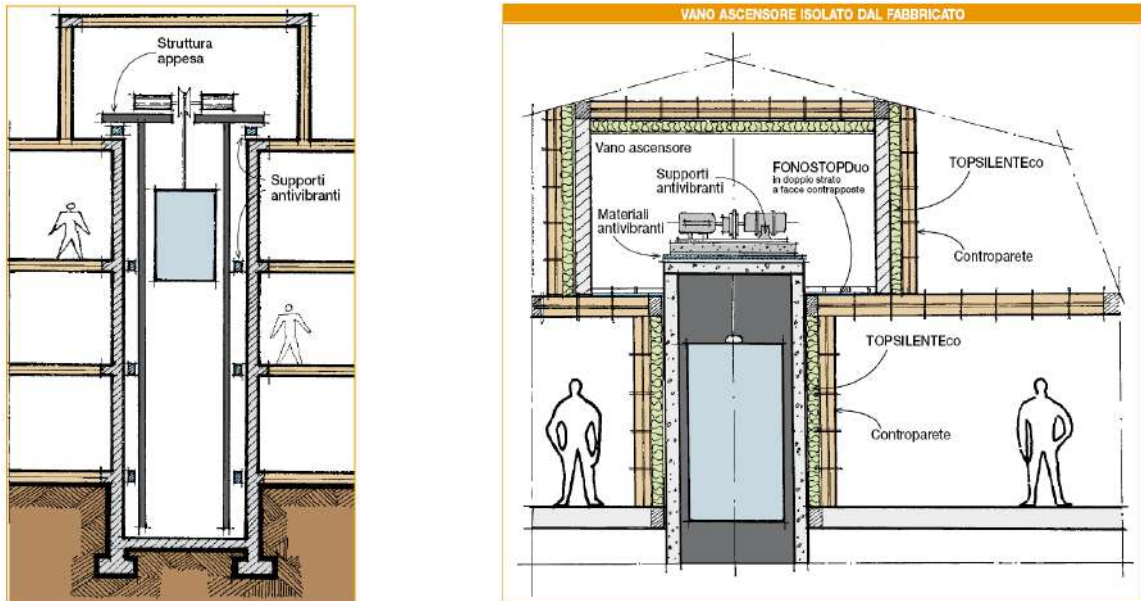 Struttura
appesa
Supporti
antivibranti
VANO ASCENSORE ISOLATO DAL FABBRICATO
Vano ascensore
Supporti
antivibranti
FONOSTOPDuo
in doppio strato
a facce contrapposte
Materiali
antivibranti
TOPSILENTEco
Controparete
TOPSILENTEco
Controparete